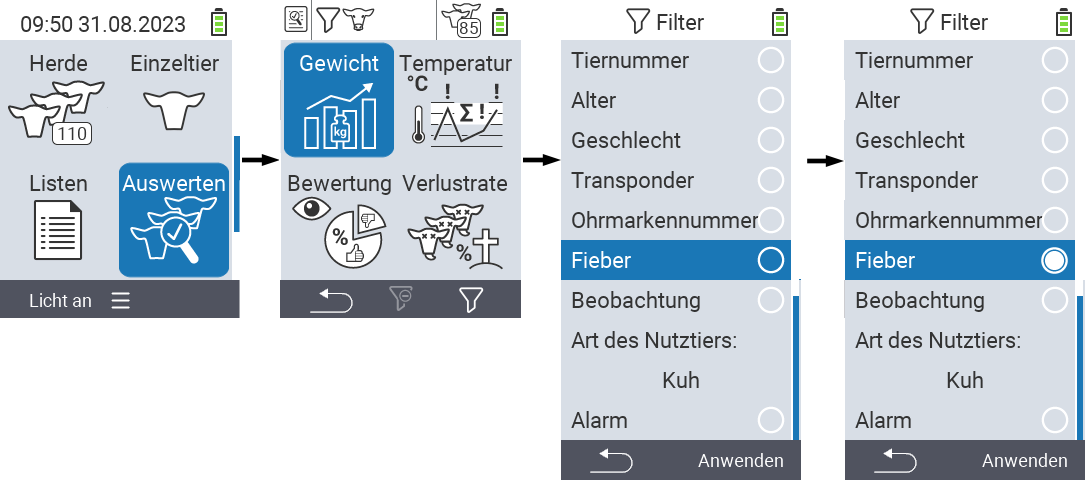 09:50 31.08.2023
Herde
Einzeltier
110
Listen
Auswerten
Licht an
85
Gewicht
Temperatur
kg
°C
! !
Σ !
Bewertung
Verlustrate
%
%
Filter
Tiernummer
Alter
Geschlecht
Transponder
Ohrmarkennummer
Fieber
Beobachtung
Art des Nutztiers:
Kuh
Alarm
Anwenden
Filter
Tiernummer
Alter
Geschlecht
Transponder
Ohrmarkennummer
Fieber
Beobachtung
Art des Nutztiers:
Kuh
Alarm
Anwenden